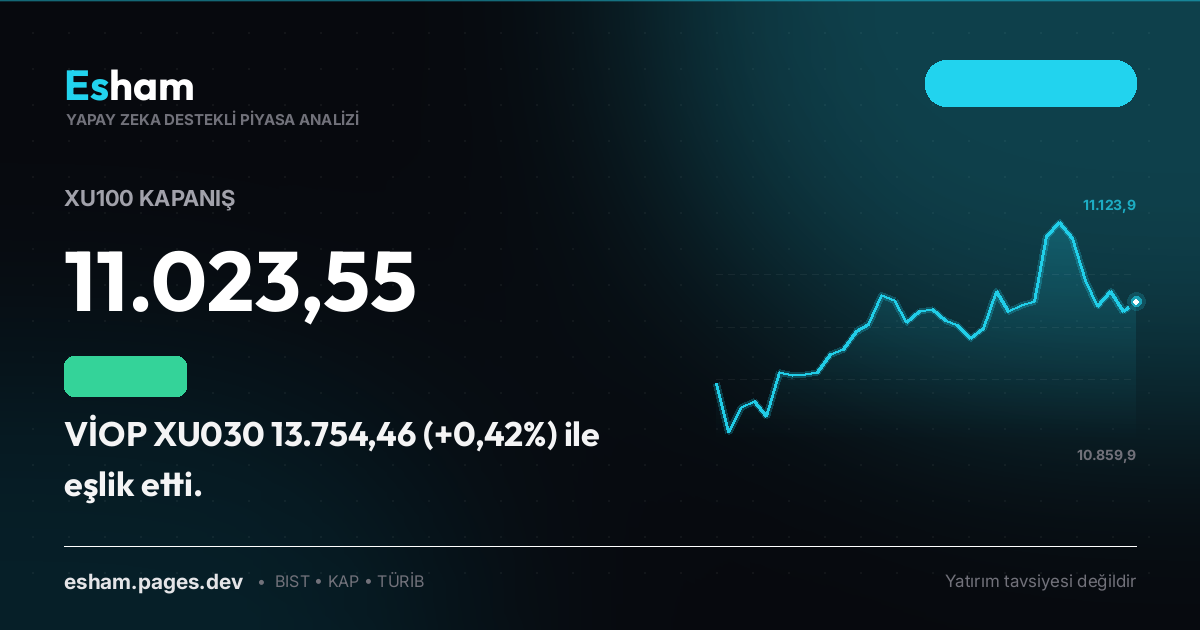 Esham
YAPAY ZEKA DESTEKLİ PİYASA ANALİZİ
XU100 KAPANIŞ
11.023,55
VİOP XU030 13.754,46 (+0,42%) ile
eşlik etti.
11.123,9
10.859,9
esham.pages.dev • BIST • KAP • TÜRİB
Yatırım tavsiyesi değildir